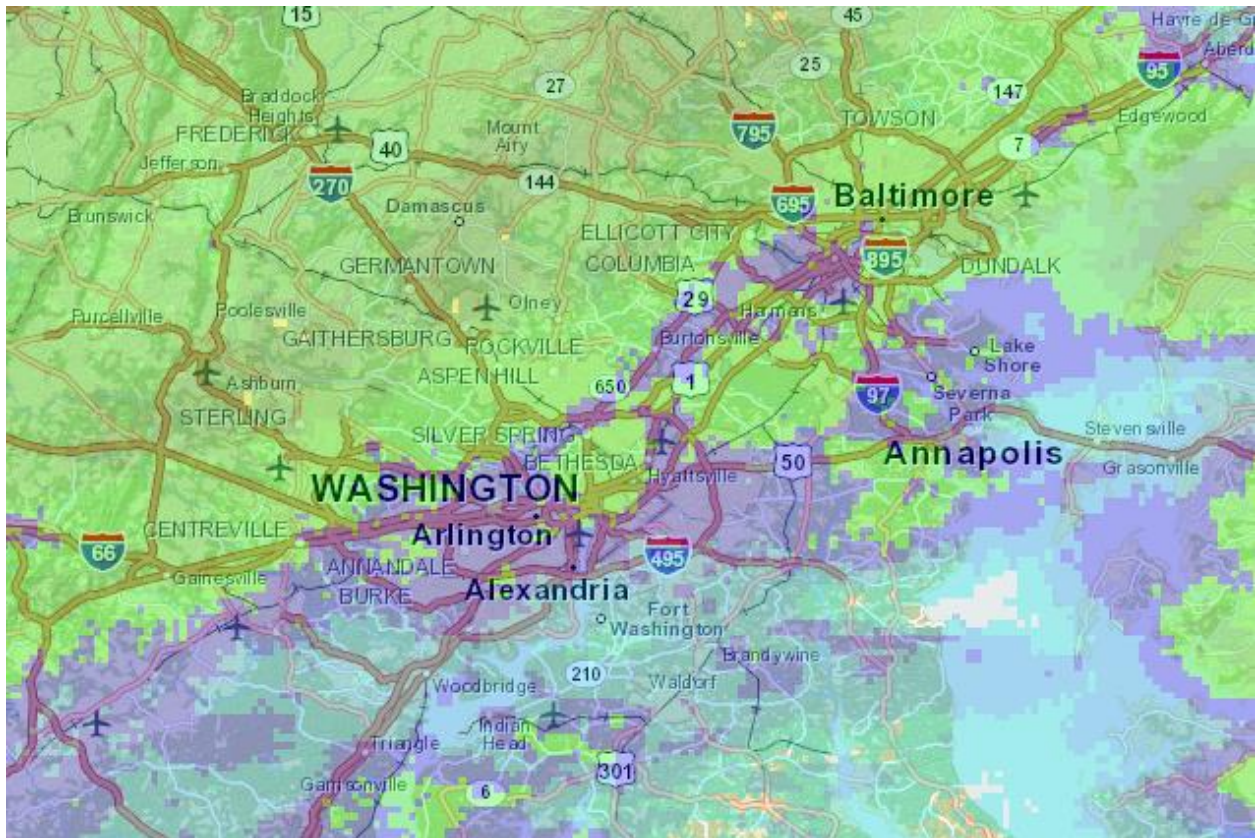 15
45
Havre de G
Aberd
95
27
25
147
Braddock
Heights
795
TOWSON
Edgewood
FREDERICK
Mount
Airy
7
40
Jefferson
270
144
695
Baltimore
Brunswick
Damascus
ELLICOTT CITY
895
GERMANTOWN
COLUMBIA
DUNDALK
29
Purcellville
Poolesville
Olney
Harmans
GAITHERSBURG
ROCKVILLE
Burtonsville
Lake
Shore
Ashburn
ASPEN HILL
650
1
97
Severna
Park
STERLING
SILVER SPRING
Stevensville
BETHESDA
50
Annapolis
Grasonville
Hyattsville
WASHINGTON
CENTREVILLE
Arlington
66
495
Gainesville
ANNANDALE
BURKE
Alexandria
Fort
Washington
Brandywine
210
Woodbridge
Waldorf
Indian
Head
Triangle
301
Garrisonville
6